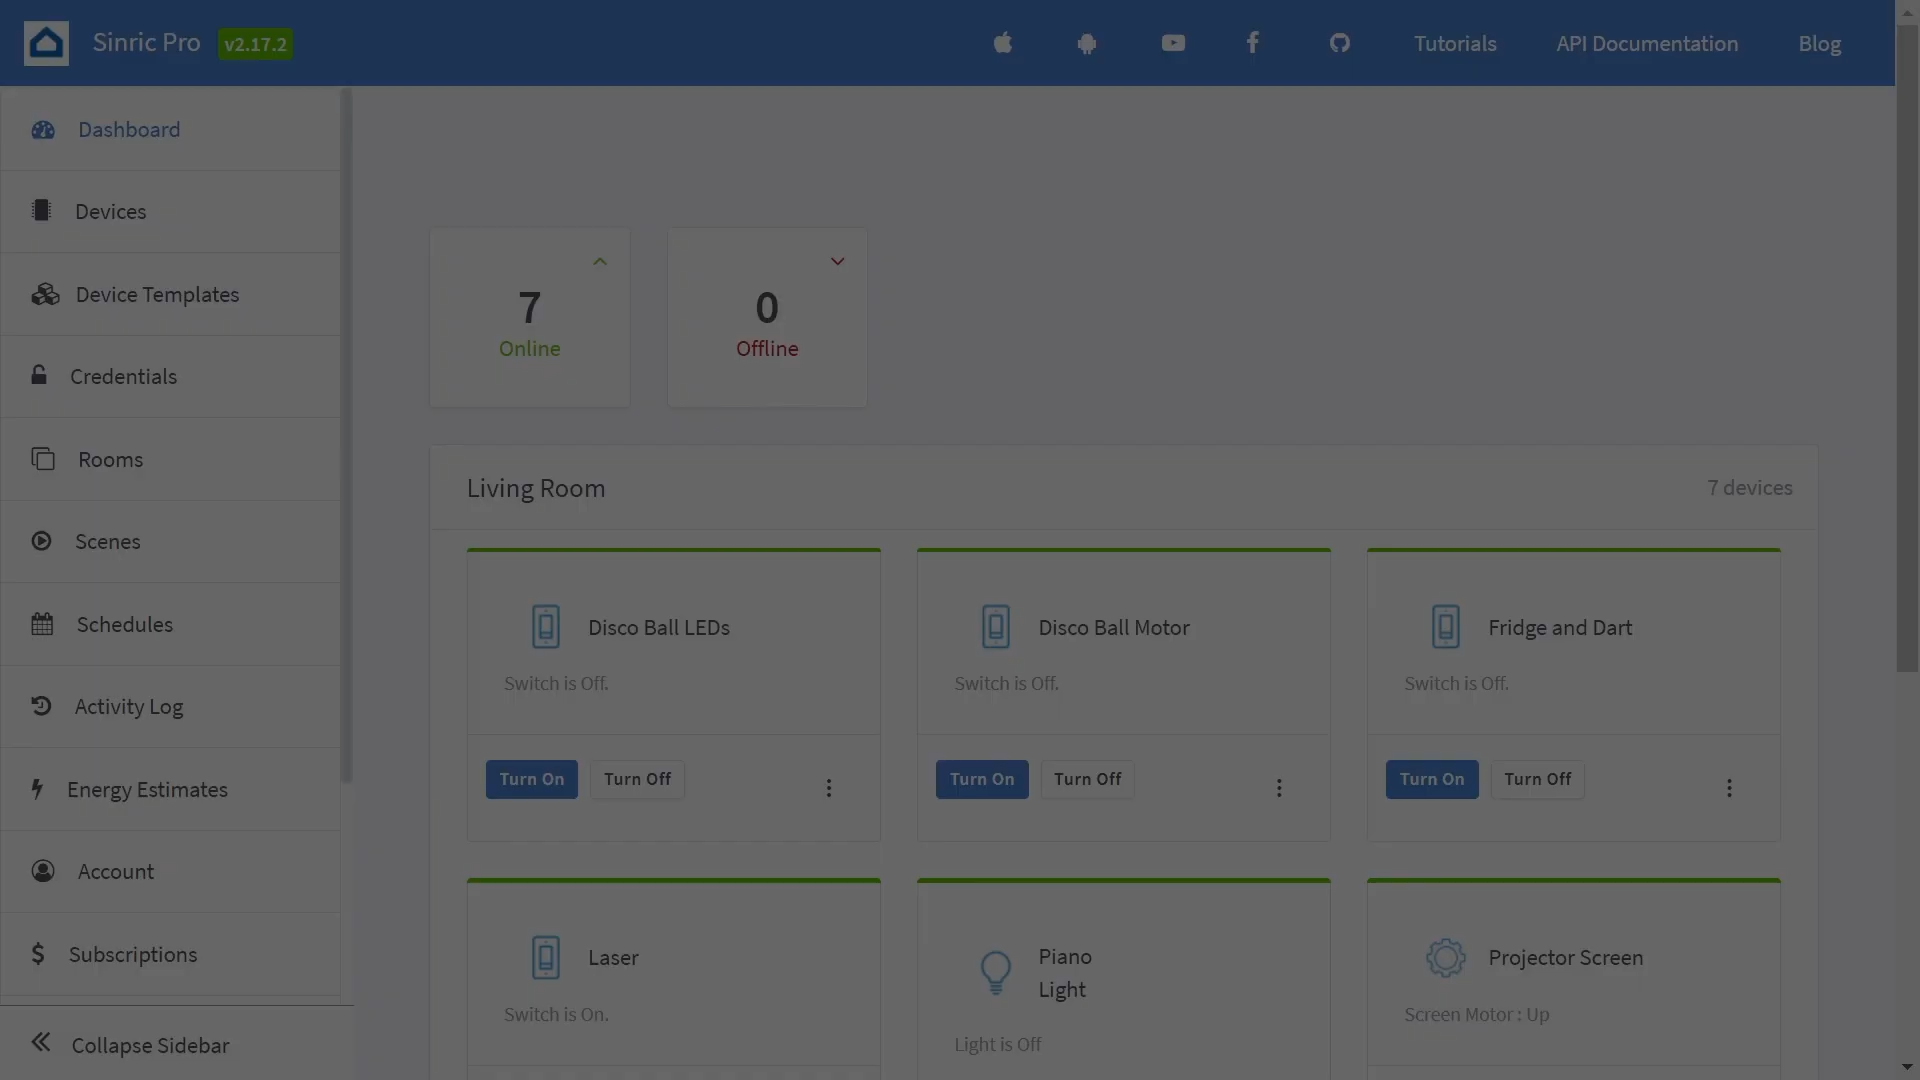 Sinric Pro v2.17.2
Tutorials
API Documentation
Blog
Dashboard
Devices
Device Templates
Credentials
Rooms
Scenes
Schedules
Activity Log
Energy Estimates
Account
$ Subscriptions
Collapse Sidebar
7
Online
0
Offline
Living Room
7 devices
Disco Ball LEDs
Switch is Off.
Turn On
Turn Off
Disco Ball Motor
Switch is Off.
Turn On
Turn Off
Fridge and Dart
Switch is Off.
Turn On
Turn Off
Laser
Switch is On.
Piano
Light
Light is Off
Projector Screen
Screen Motor : Up